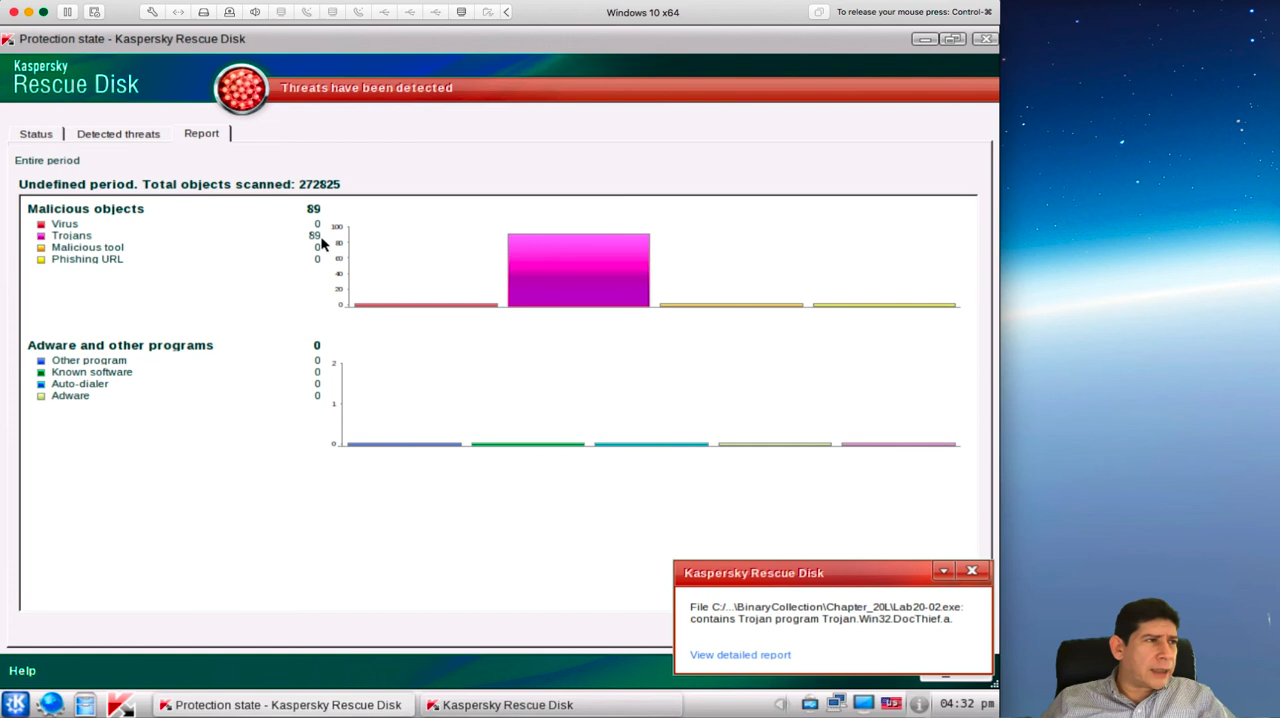 Windows 10 x64
To release your mouse press: Control-⌘
Protection state - Kaspersky Rescue Disk
Kaspersky
Rescue Disk
Threats have been detected
Status
Detected threats
Report
Entire period
Undefined period. Total objects scanned: 272825
Malicious objects 89
Virus 0
Trojans 89
Malicious tool 0
Phishing URL 0
100
80
60
40
20
0
Adware and other programs 0
Other program 0
Known software 0
Auto-dialer 0
Adware 0
2
1
0
Kaspersky Rescue Disk
File C:/...\BinaryCollection\Chapter_20L\Lab20-02.exe:
contains Trojan program Trojan.Win32.DocThief.a.
View detailed report
Help
Protection state - Kaspersky Rescue Disk
Kaspersky Rescue Disk
US
04:32 pm